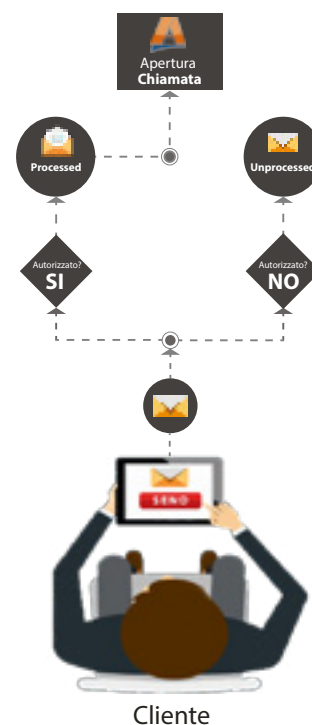 Apertura
Chiamata
Processed
Unprocessed
Autorizzato?
SI
Autorizzato?
NO
SEND
Cliente